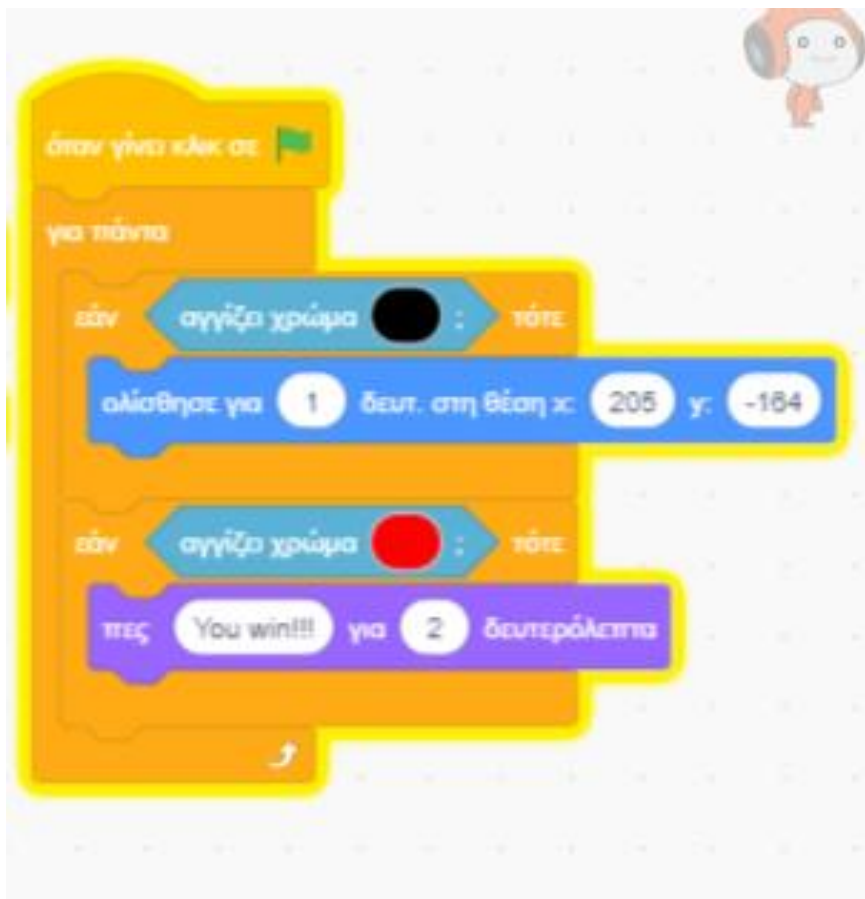 όταν γίνει κλικ σε
για πάντα
εάν αγγίζει χρώμα ; τότε
ολίσθησε για 1 δευτ. στη θέση x: 205 y: -164
εάν αγγίζει χρώμα ; τότε
πες You win!!! για 2 δευτερόλεπτα